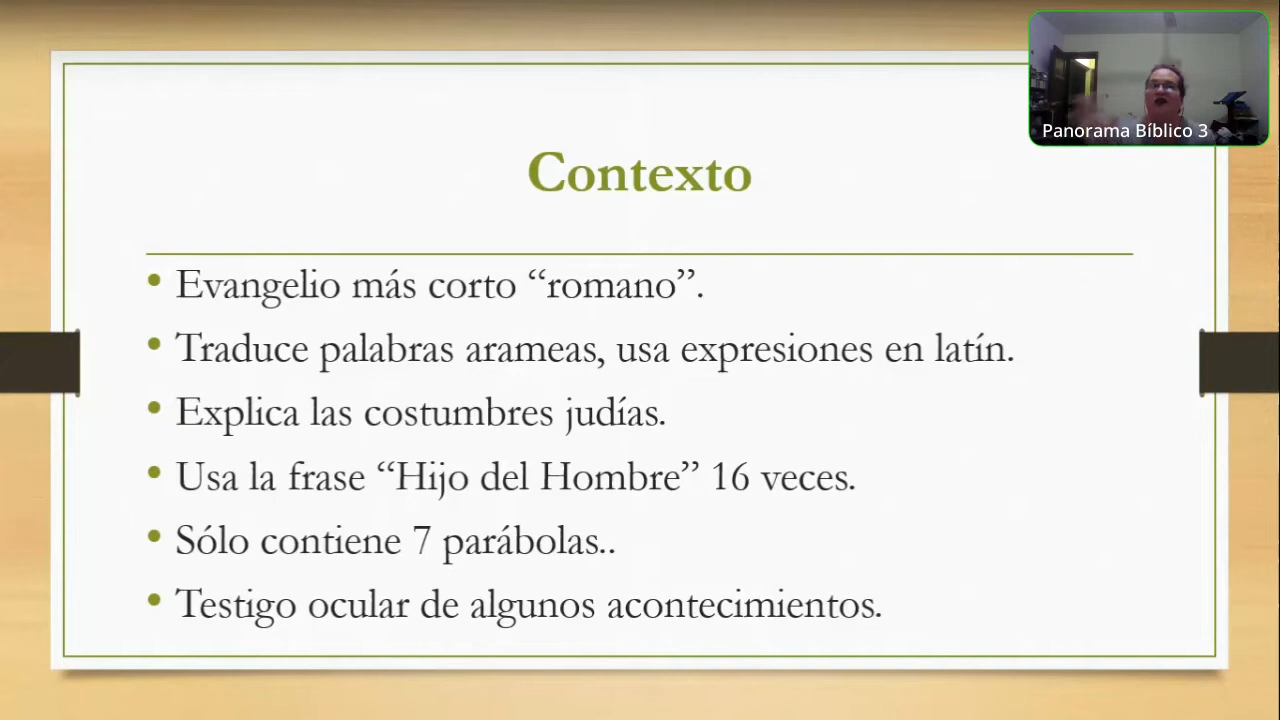 Panorama Bíblico 3
Contexto
• Evangelio más corto “romano”.
• Traduce palabras arameas, usa expresiones en latín.
• Explica las costumbres judías.
• Usa la frase “Hijo del Hombre” 16 veces.
• Sólo contiene 7 parábolas..
• Testigo ocular de algunos acontecimientos.